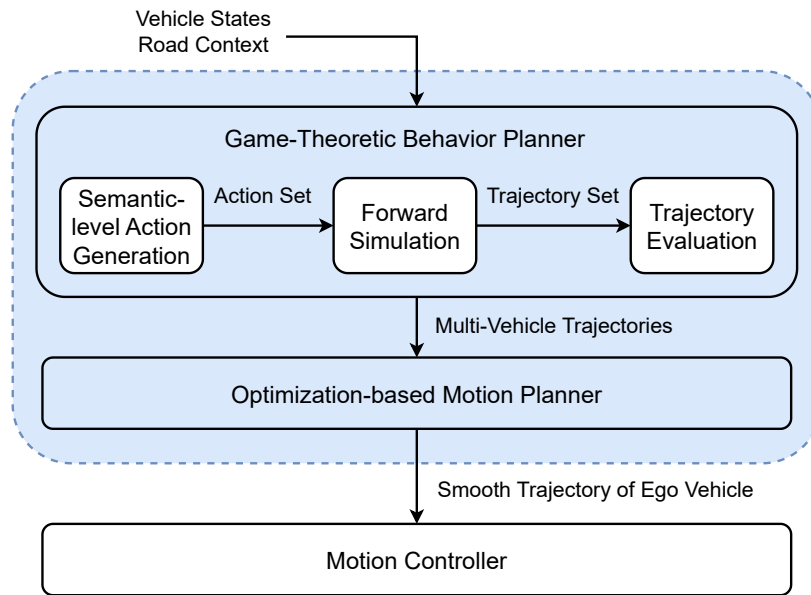 Vehicle States
Road Context
Game-Theoretic Behavior Planner
Semantic-
level Action
Generation
Action Set
Forward
Simulation
Trajectory Set
Trajectory
Evaluation
Multi-Vehicle Trajectories
Optimization-based Motion Planner
Smooth Trajectory of Ego Vehicle
Motion Controller